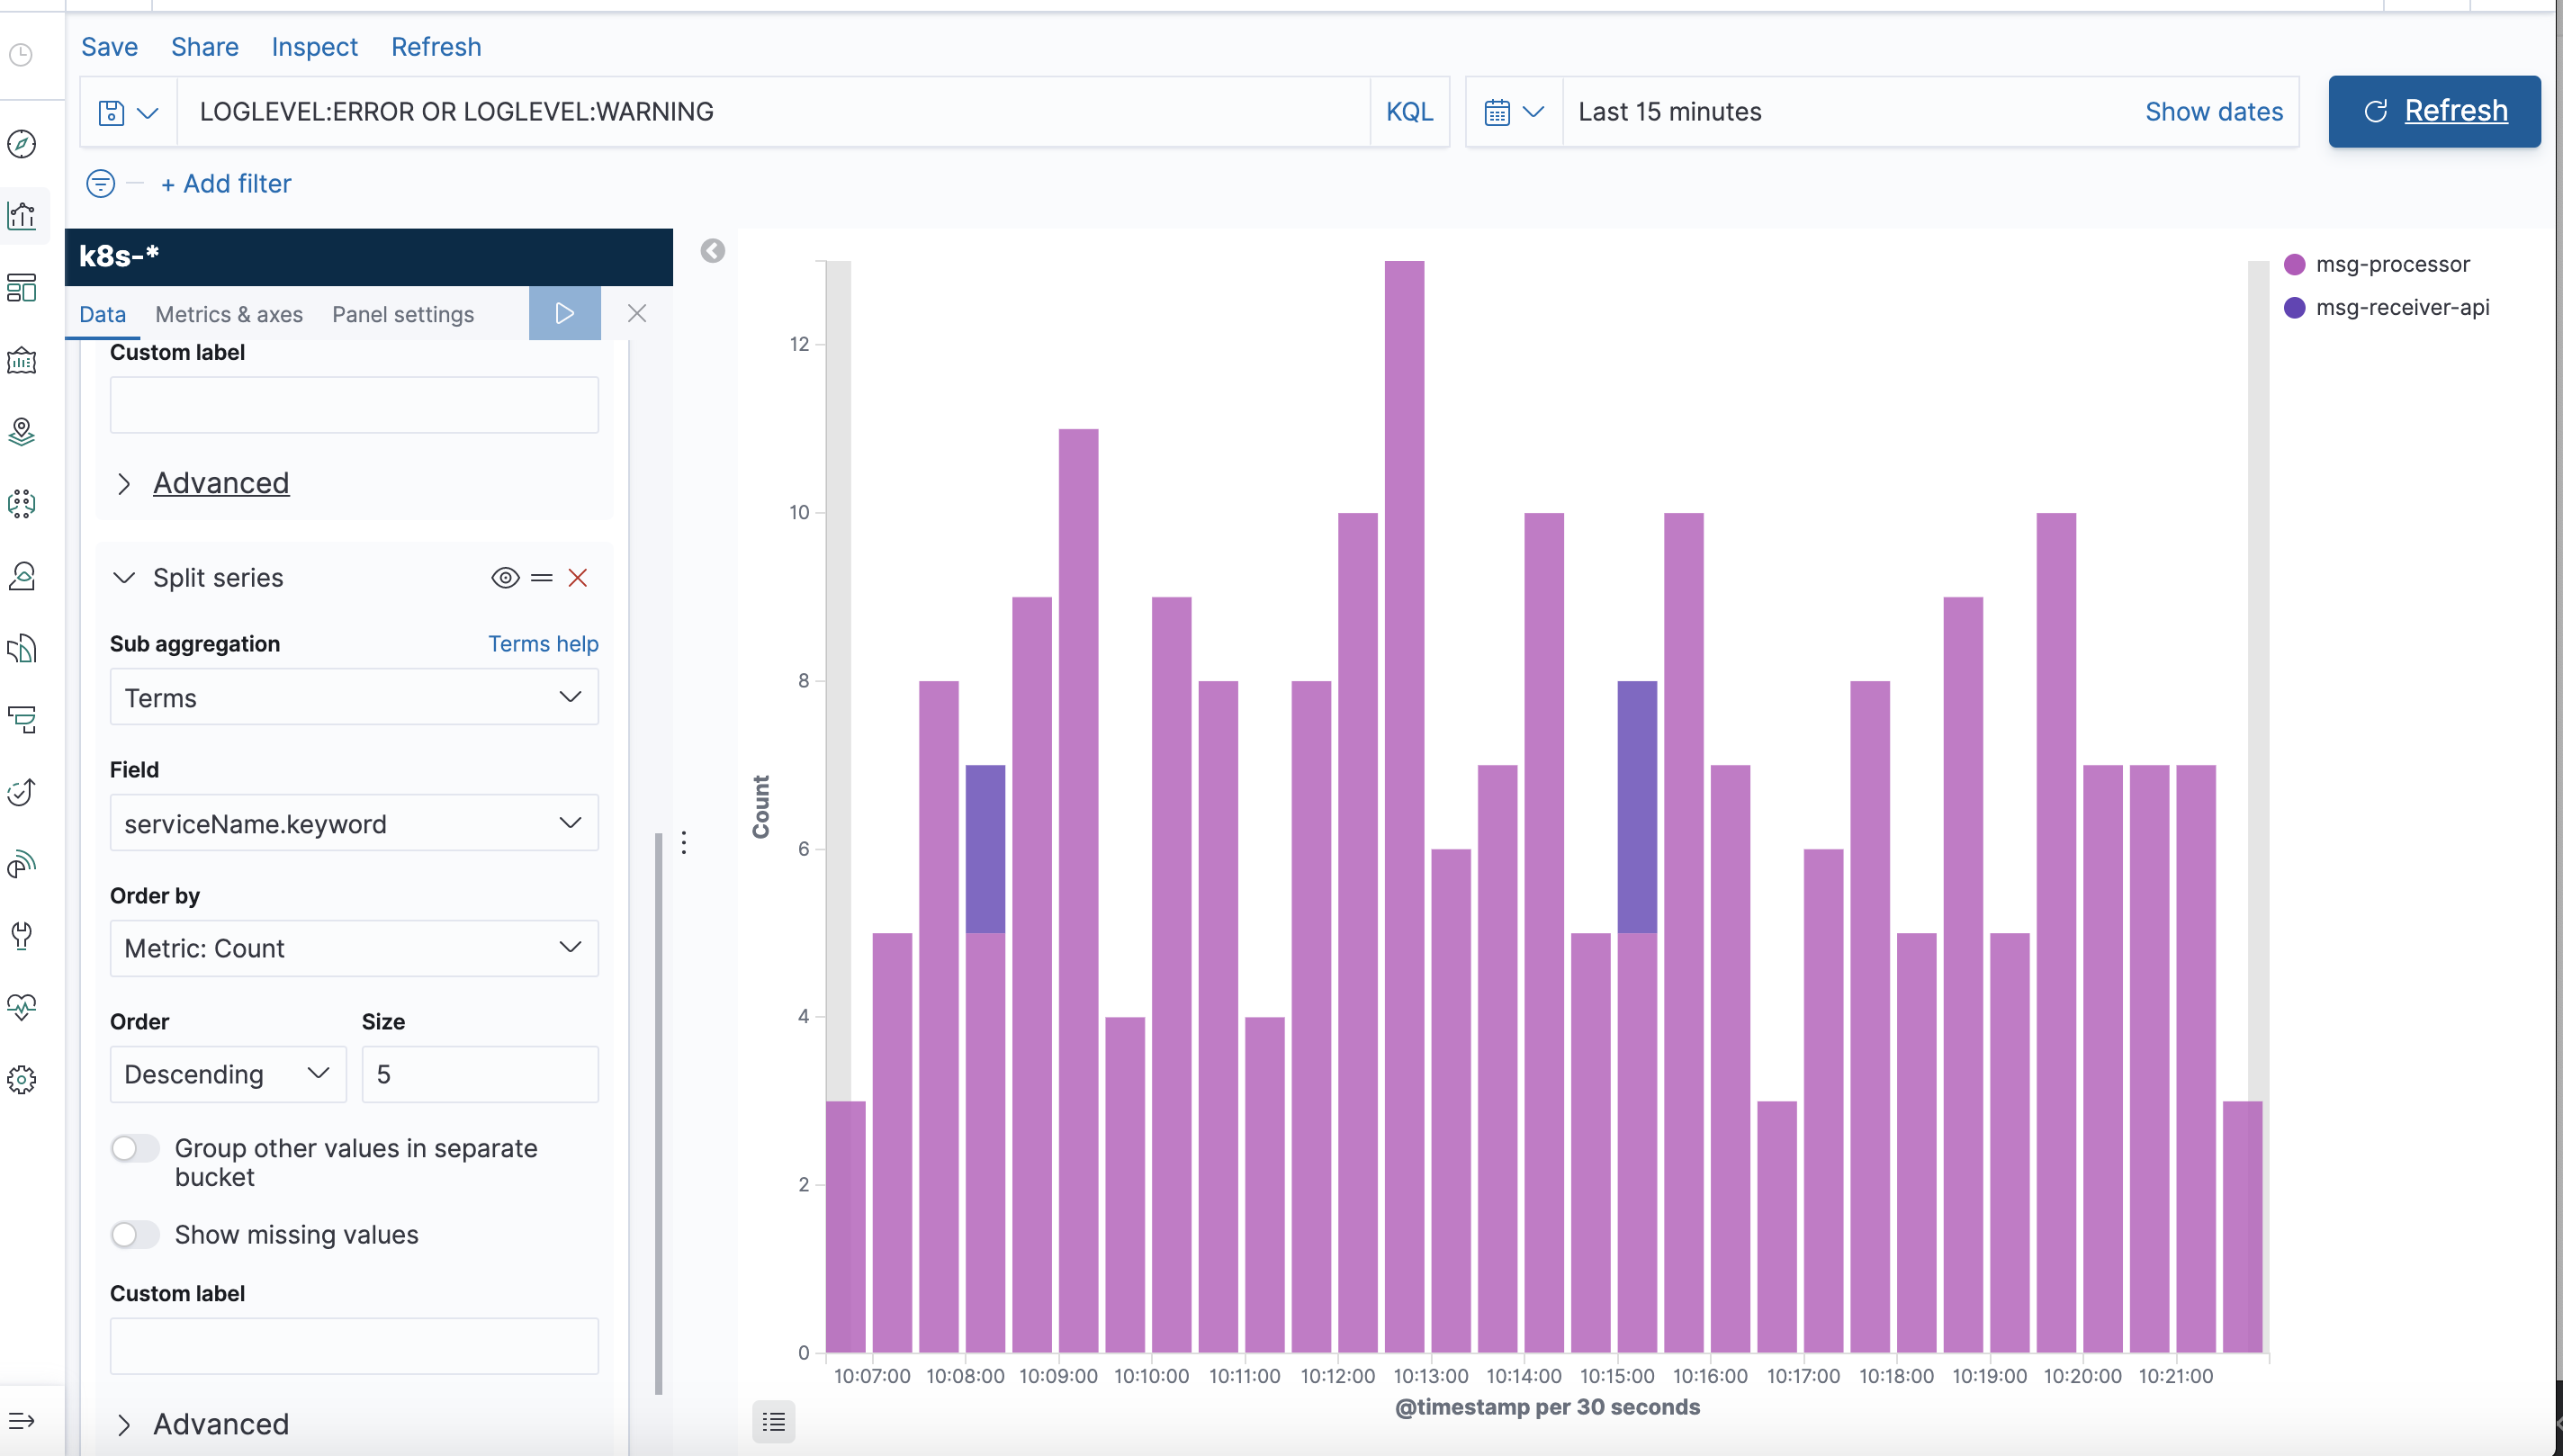 Save Share Inspect Refresh
LOGLEVEL:ERROR OR LOGLEVEL:WARNING KQL Last 15 minutes Show dates Refresh
+ Add filter
k8s-*
Data Metrics & axes Panel settings
Custom label
Advanced
Split series
Sub aggregation Terms help
Terms
Field
serviceName.keyword
Order by
Metric: Count
Order Size
Descending 5
Group other values in separate
bucket
Show missing values
Custom label
Advanced
Count
12
10
8
6
4
2
0
10:07:00 10:08:00 10:09:00 10:10:00 10:11:00 10:12:00 10:13:00 10:14:00 10:15:00 10:16:00 10:17:00 10:18:00 10:19:00 10:20:00 10:21:00
@timestamp per 30 seconds
msg-processor
msg-receiver-api